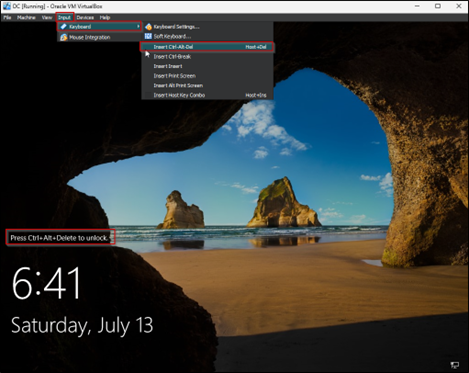 DC [Running] - Oracle VM VirtualBox
File Machine View Input Devices Help
Keyboard
Mouse Integration
Keyboard Settings...
Soft Keyboard...
Insert Ctrl-Alt-Del Host+Del
Insert Ctrl-Break
Insert Insert
Insert Print Screen
Insert Alt Print Screen
Insert Host Key Combo Host+Ins
Press Ctrl+Alt+Delete to unlock.
6:41
Saturday, July 13